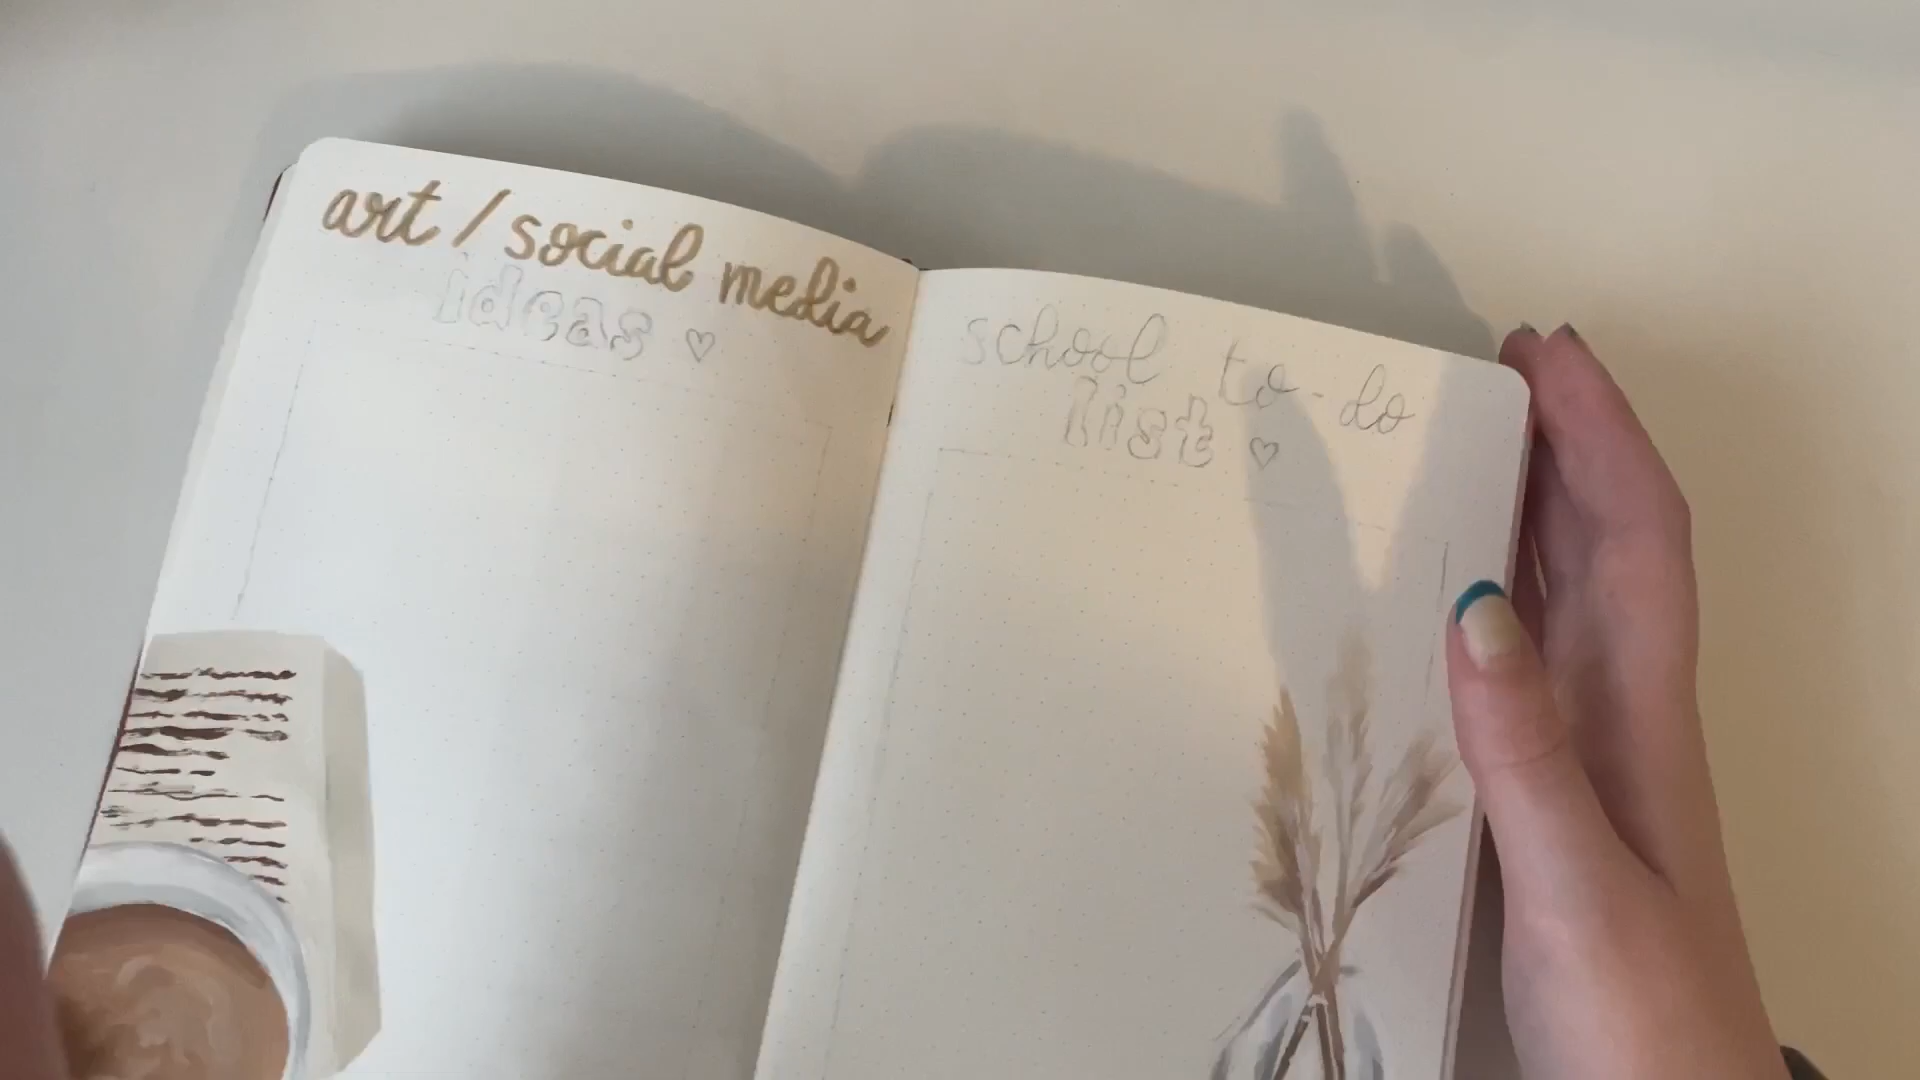 art / social media
ideas ♡
school to-do
list ♡